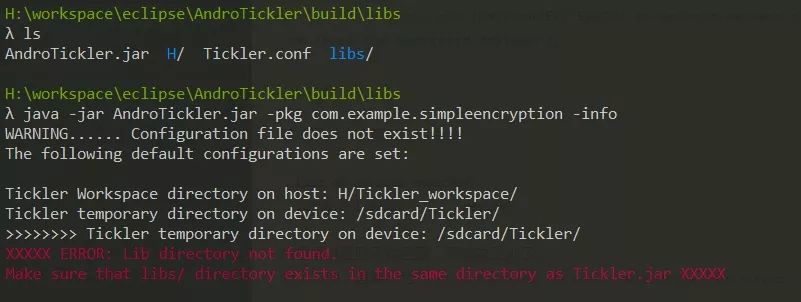 H:\workspace\eclipse\AndroTickler\build\libs
λ ls
AndroTickler.jar  H/  Tickler.conf  libs/
H:\workspace\eclipse\AndroTickler\build\libs
λ java -jar AndroTickler.jar -pkg com.example.simpleencryption -info
WARNING...... Configuration file does not exist!!!!
The following default configurations are set:
Tickler Workspace directory on host: H/Tickler_workspace/
Tickler temporary directory on device: /sdcard/Tickler/
>>>>>>>> Tickler temporary directory on device: /sdcard/Tickler/
XXXXX ERROR: Lib directory not found.
Make sure that libs/ directory exists in the same directory as Tickler.jar XXXXX